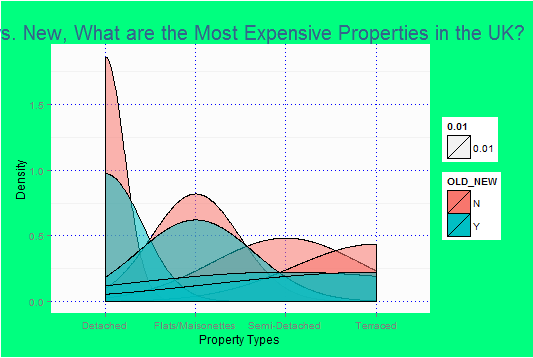 s. New, What are the Most Expensive Properties in the UK?
1.5
1.0
0.5
0.0
Density
Detached
Flats/Maisonettes
Semi-Detached
Terraced
Property Types
0.01
0.01
OLD_NEW
N
Y